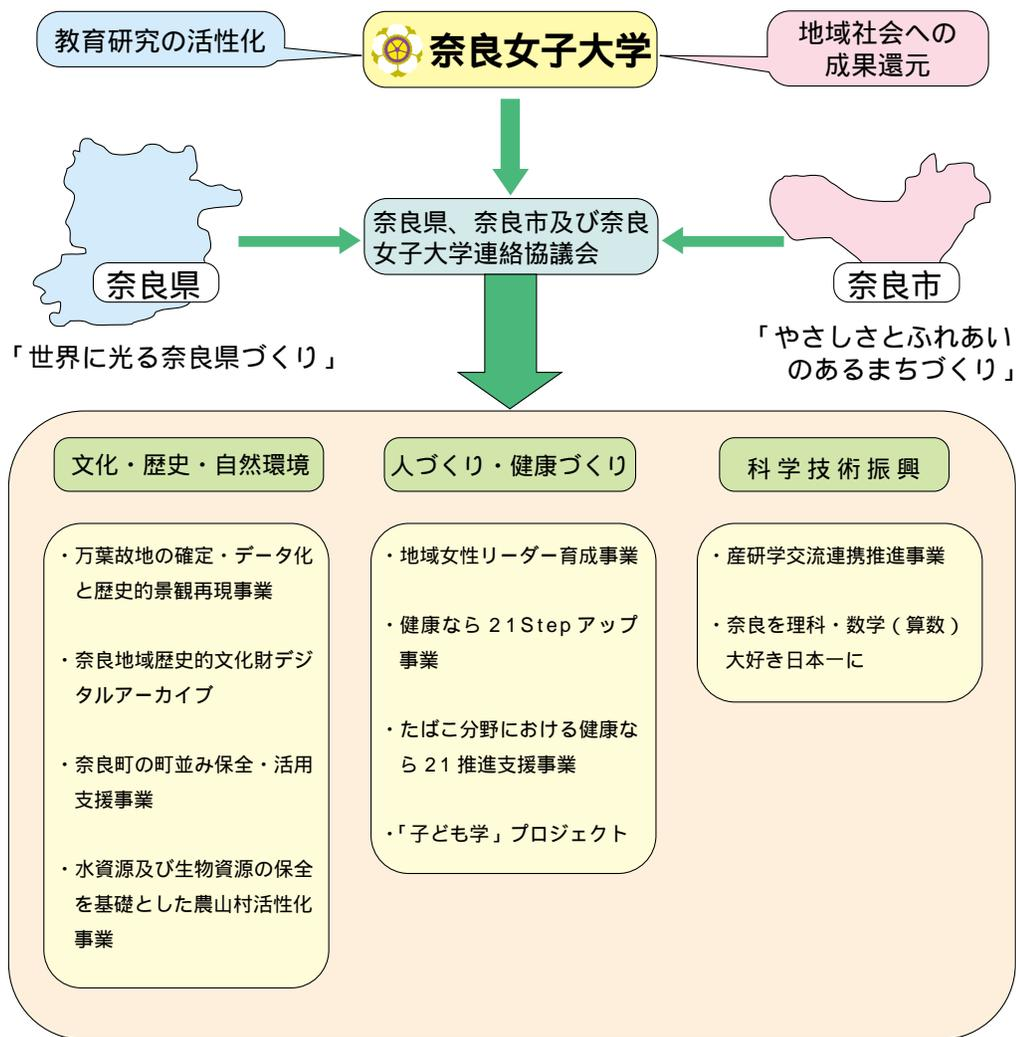 教育研究の活性化
奈良女子大学
地域社会への
成果還元
奈良県、奈良市及び奈良
女子大学連絡協議会
奈良県
「世界に光る奈良県づくり」
奈良市
「やさしさとふれあい
のあるまちづくり」
文化・歴史・自然環境
・万葉故地の確定・データ化
と歴史的景観再現事業
・奈良地域歴史的文化財デジ
タルアーカイブ
・奈良町の町並み保全・活用
支援事業
・水資源及び生物資源の保全
を基礎とした農山村活性化
事業
人づくり・健康づくり
・地域女性リーダー育成事業
・健康なら21Stepアップ
事業
・たばこ分野における健康な
ら21推進支援事業
・「子ども学」プロジェクト
科学技術振興
・産研学交流連携推進事業
・奈良を理科・数学(算数)
大好き日本一に